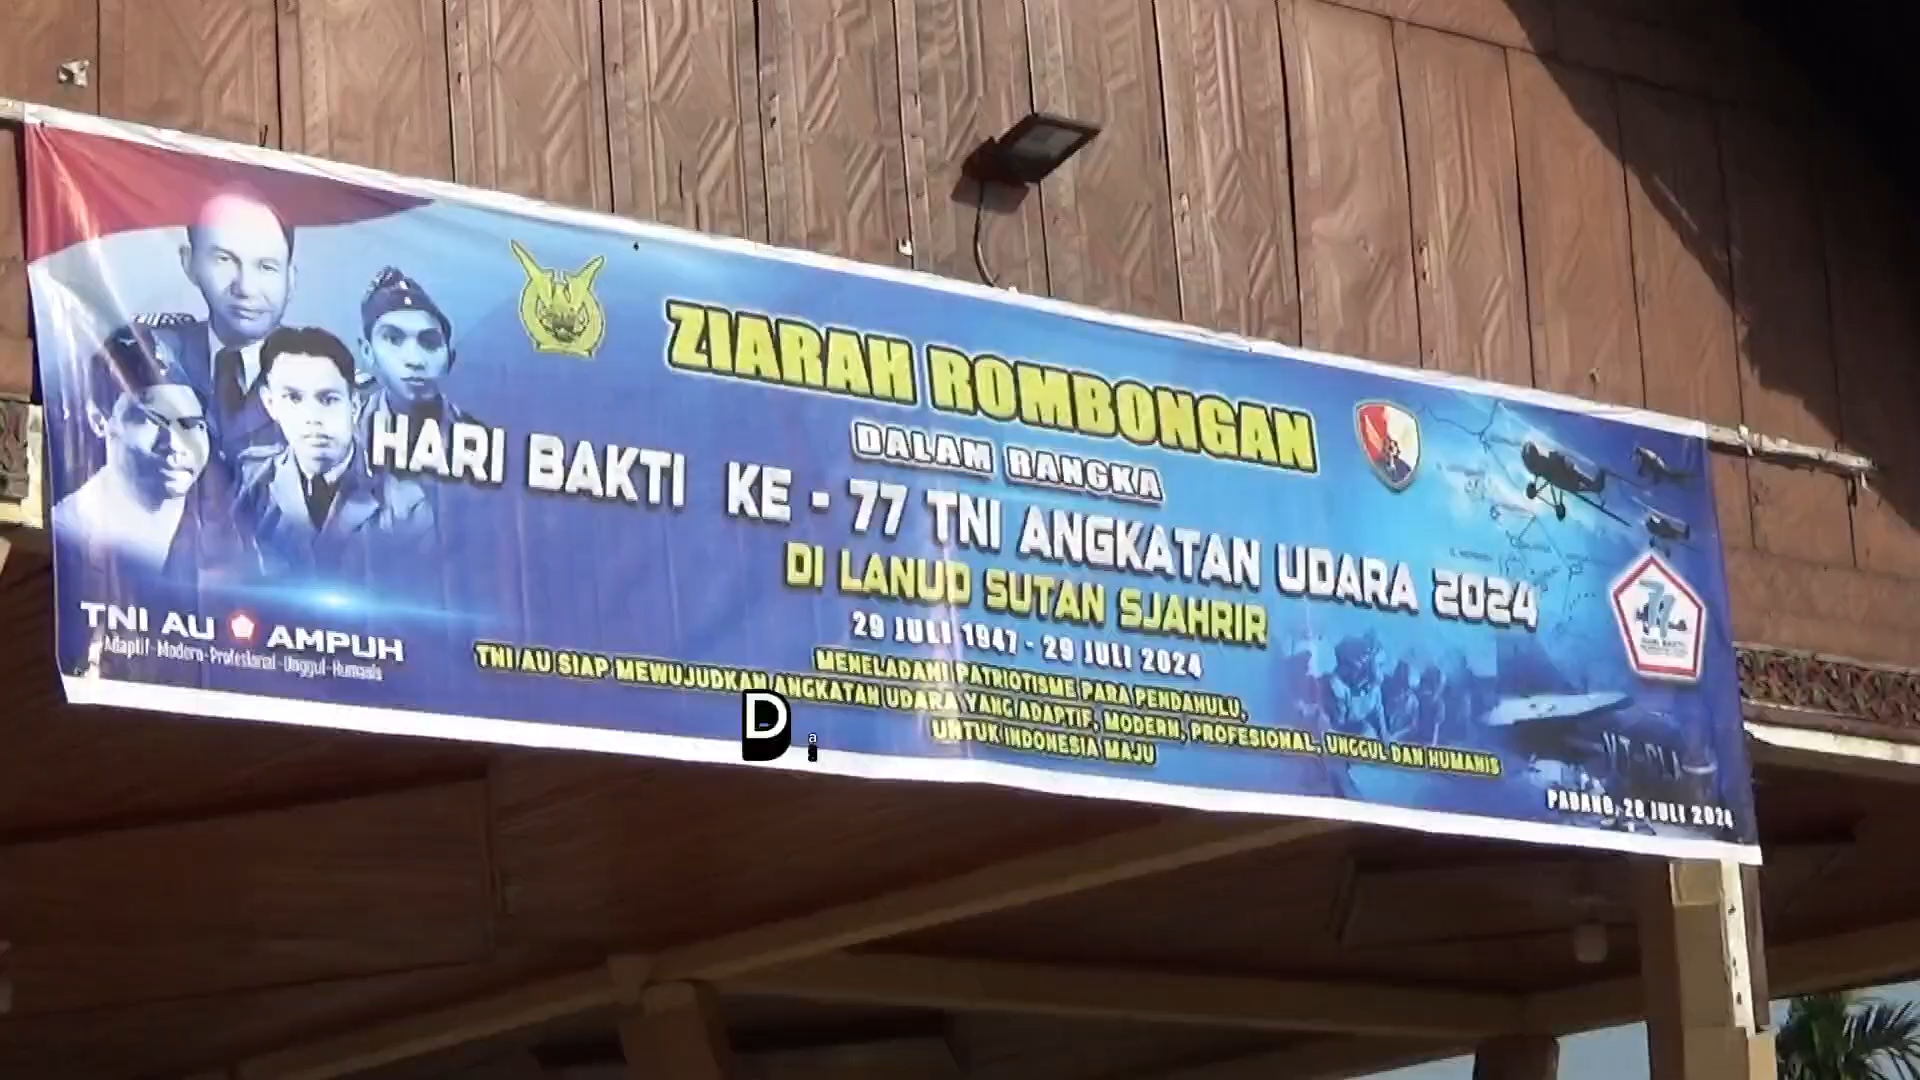 ZIARAH ROMBONGAN
DALAM RANGKA
HARI BAKTI KE - 77 TNI ANGKATAN UDARA 2024
DI LANUD SUTAN SJAHRIR
29 JULI 1947 - 29 JULI 2024
MENELADANI PATRIOTISME PARA PENDAHULU,
TNI AU SIAP MEWUJUDKAN ANGKATAN UDARA YANG ADAPTIF, MODERN, PROFESIONAL, UNGGUL DAN HUMANIS
UNTUK INDONESIA MAJU
TNI AU AMPUH
Adaptif-Modern-Profesional-Unggul-Humanis
77
PADANG, 28 JULI 2024
D
a